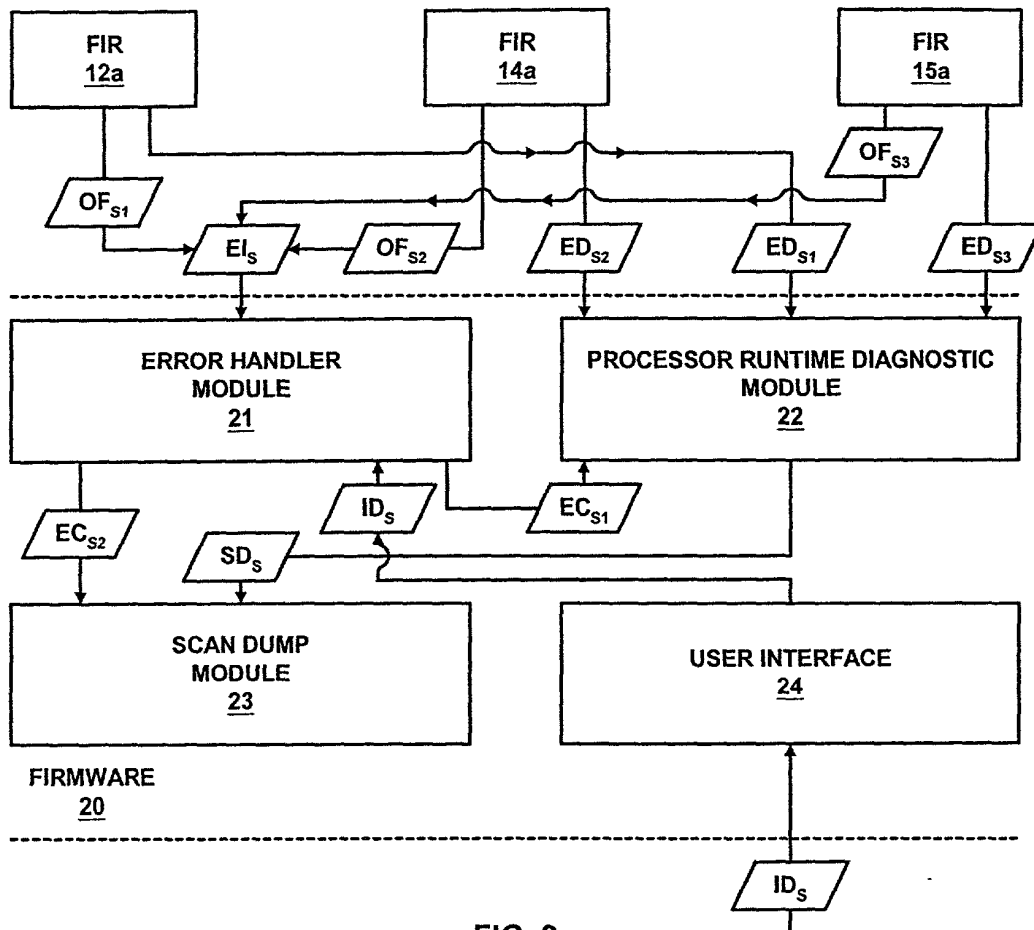 FIR
12a
FIR
14a
FIR
15a
OFS3
OFS1
EIS
OFS2
EDS2
EDS1
EDS3
ERROR HANDLER
MODULE
21
PROCESSOR RUNTIME DIAGNOSTIC
MODULE
22
IDS
ECS1
ECS2
SDS
SCAN DUMP
MODULE
23
USER INTERFACE
24
FIRMWARE
20
IDS